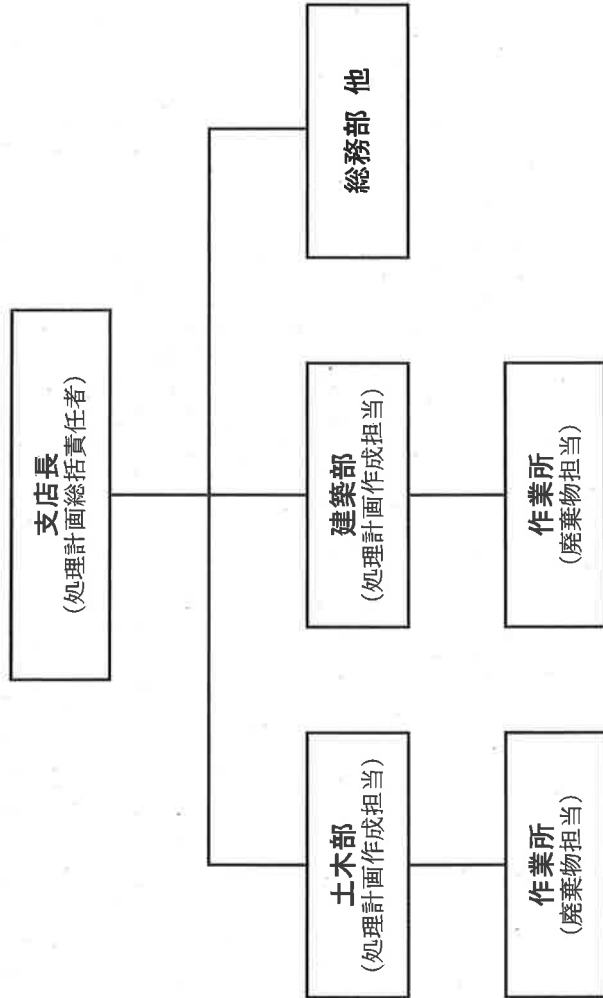 支店長
(処理計画総括責任者)
土木部
(処理計画作成担当)
建築部
(処理計画作成担当)
総務部 他
作業所
(廃棄物担当)
作業所
(廃棄物担当)